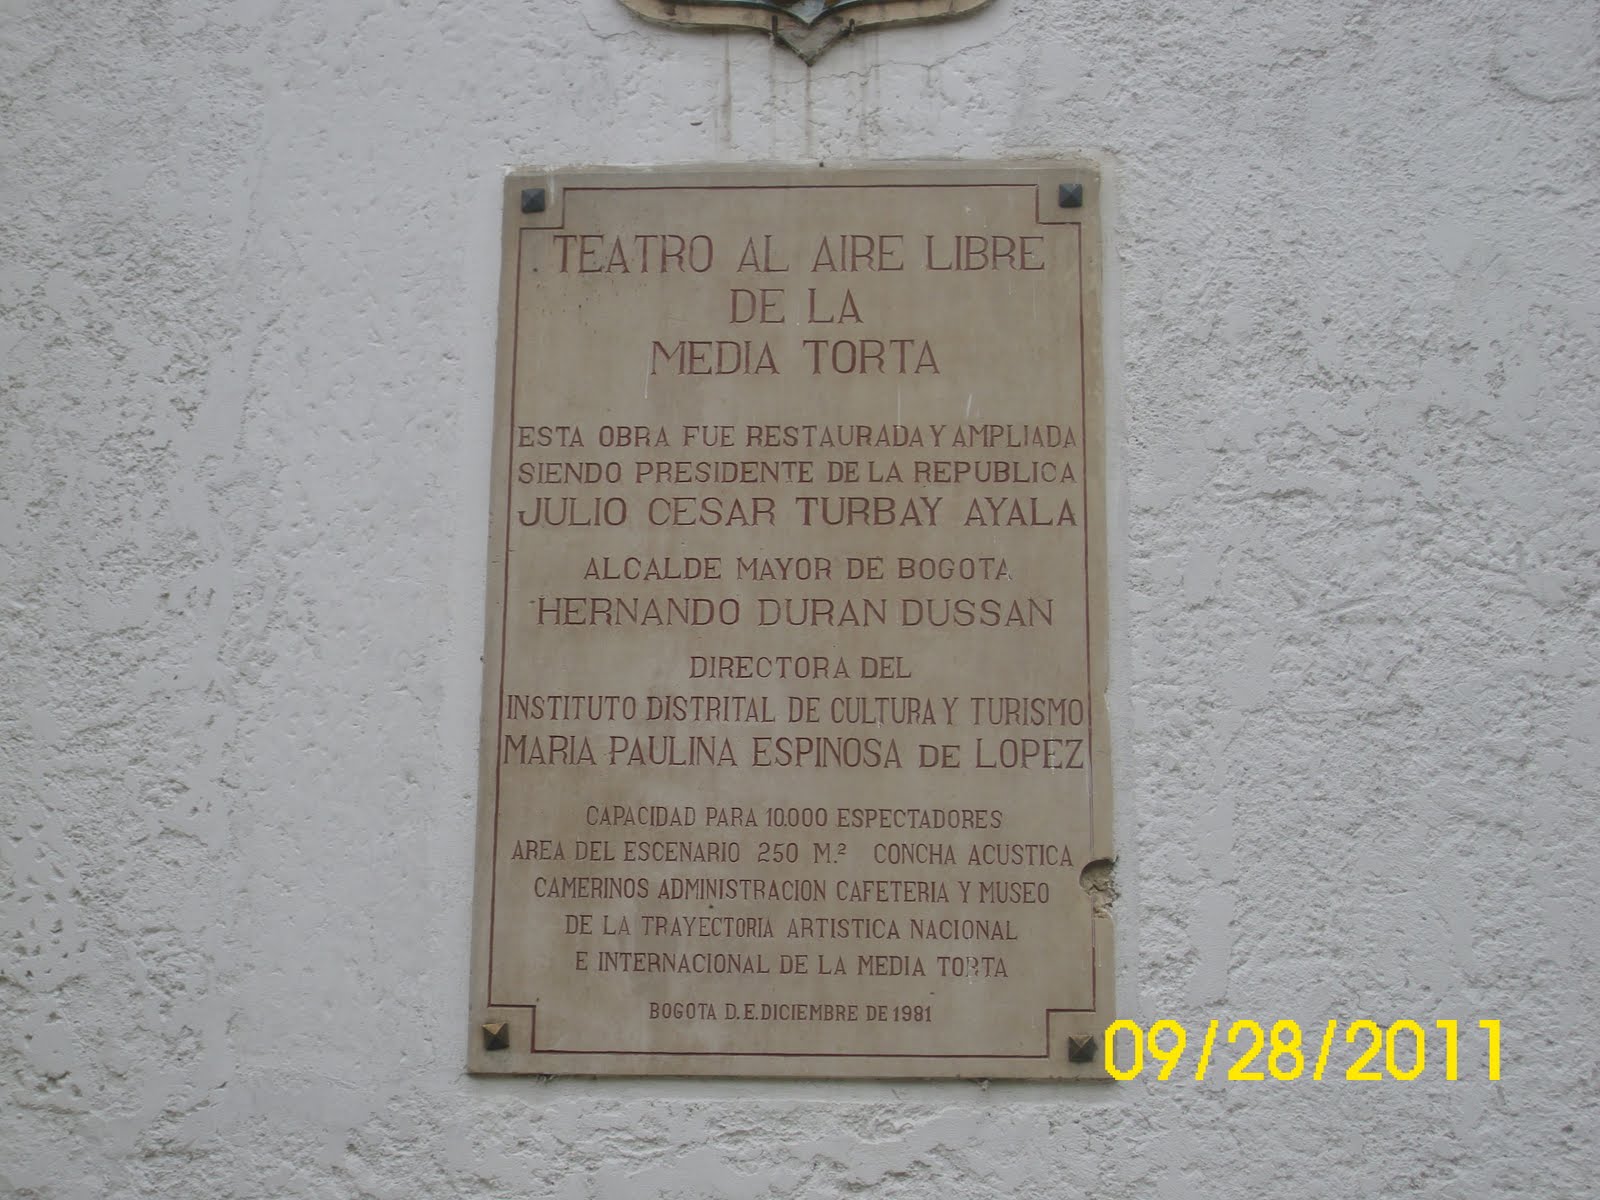 TEATRO AL AIRE LIBRE
DE LA
MEDIA TORTA
ESTA OBRA FUE RESTAURADA Y AMPLIADA
SIENDO PRESIDENTE DE LA REPUBLICA
JULIO CESAR TURBAY AYALA
ALCALDE MAYOR DE BOGOTA
HERNANDO DURAN DUSSAN
DIRECTORA DEL
INSTITUTO DISTRITAL DE CULTURA Y TURISMO
MARIA PAULINA ESPINOSA DE LOPEZ
CAPACIDAD PARA 10.000 ESPECTADORES
AREA DEL ESCENARIO 250 M.² CONCHA ACUSTICA
CAMERINOS ADMINISTRACION CAFETERIA Y MUSEO
DE LA TRAYECTORIA ARTISTICA NACIONAL
E INTERNACIONAL DE LA MEDIA TORTA
BOGOTA D.E. DICIEMBRE DE 1981
09/28/2011